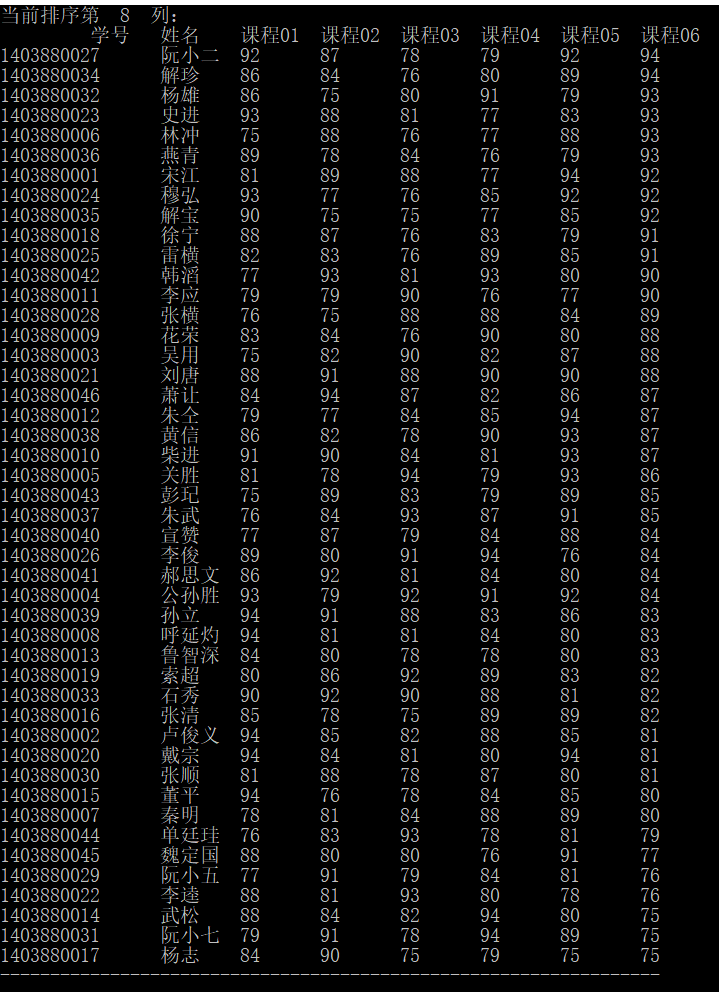 当前排序第  8  列:
学号 姓名 课程01 课程02 课程03 课程04 课程05 课程06
1403880027 阮小二 92 87 78 79 92 94
1403880034 解珍 86 84 76 80 89 94
1403880032 杨雄 86 75 80 91 79 93
1403880023 史进 93 88 81 77 83 93
1403880006 林冲 75 88 76 77 88 93
1403880036 燕青 89 78 84 76 79 93
1403880001 宋江 81 89 88 77 94 92
1403880024 穆弘 93 77 76 85 92 92
1403880035 解宝 90 75 75 77 85 92
1403880018 徐宁 88 87 76 83 79 91
1403880025 雷横 82 83 76 89 85 91
1403880042 韩滔 77 93 81 93 80 90
1403880011 李应 79 79 90 76 77 90
1403880028 张横 76 75 88 88 84 89
1403880009 花荣 83 84 76 90 80 88
1403880003 吴用 75 82 90 82 87 88
1403880021 刘唐 88 91 88 90 90 88
1403880046 萧让 84 94 87 82 86 87
1403880012 朱仝 79 77 84 85 94 87
1403880038 黄信 86 82 78 90 93 87
1403880010 柴进 91 90 84 81 93 87
1403880005 关胜 81 78 94 79 93 86
1403880043 彭玘 75 89 83 79 89 85
1403880037 朱武 76 84 93 87 91 85
1403880040 宣赞 77 87 79 84 88 84
1403880026 李俊 89 80 91 94 76 84
1403880041 郝思文 86 92 81 84 80 84
1403880004 公孙胜 93 79 92 91 92 84
1403880039 孙立 94 91 88 83 86 83
1403880008 呼延灼 94 81 81 84 80 83
1403880013 鲁智深 84 80 78 78 80 83
1403880019 索超 80 86 92 89 83 82
1403880033 石秀 90 92 90 88 81 82
1403880016 张清 85 78 75 89 89 82
1403880002 卢俊义 94 85 82 88 85 81
1403880020 戴宗 94 84 81 80 94 81
1403880030 张顺 81 88 78 87 80 81
1403880015 董平 94 76 78 84 85 80
1403880007 秦明 78 81 84 88 89 80
1403880044 单廷珪 76 83 93 78 81 79
1403880045 魏定国 88 80 80 76 91 77
1403880029 阮小五 77 91 79 84 81 76
1403880022 李逵 88 81 93 80 78 76
1403880014 武松 88 84 82 94 80 75
1403880031 阮小七 79 91 78 94 89 75
1403880017 杨志 84 90 75 79 75 75
------------------------------------------------------------------